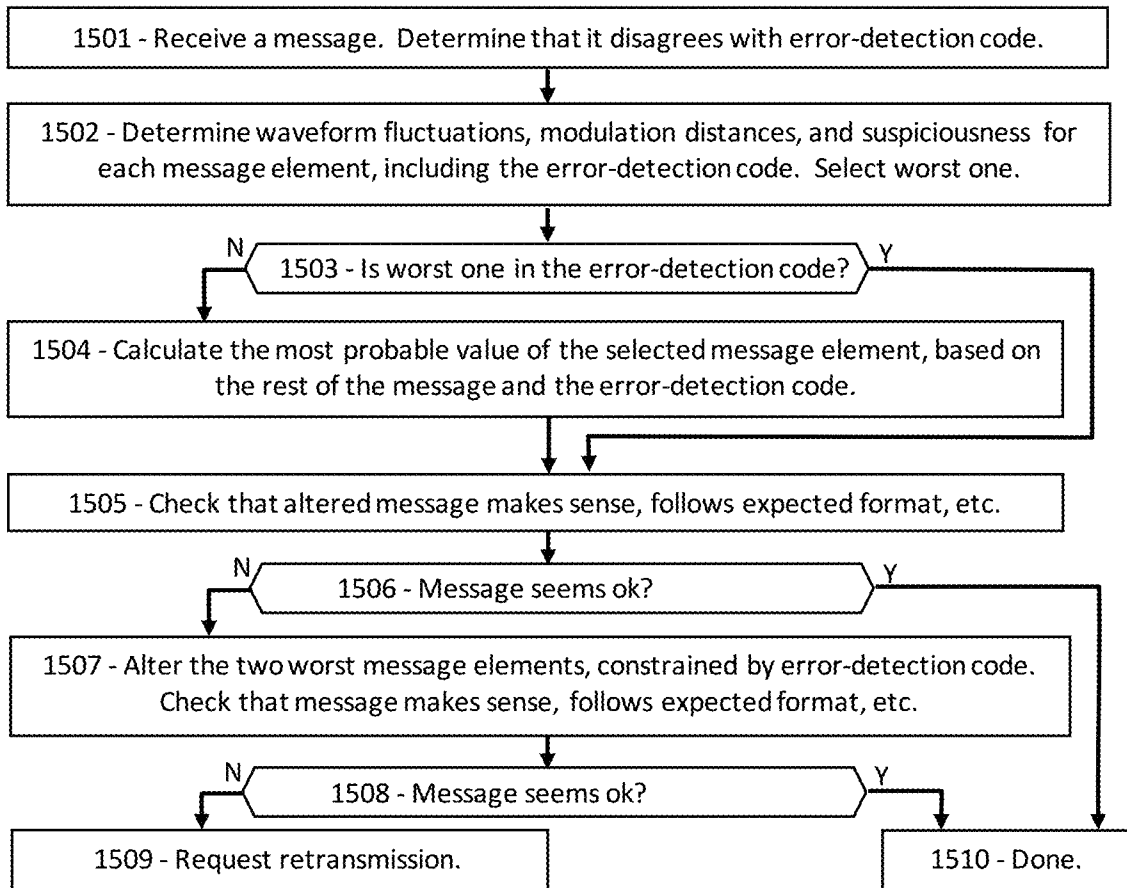 1501 - Receive a message. Determine that it disagrees with error-detection code.
1502 - Determine waveform fluctuations, modulation distances, and suspiciousness for
each message element, including the error-detection code. Select worst one.
N
Y
1503 - Is worst one in the error-detection code?
1504 - Calculate the most probable value of the selected message element, based on
the rest of the message and the error-detection code.
1505 - Check that altered message makes sense, follows expected format, etc.
N
Y
1506 - Message seems ok?
1507 - Alter the two worst message elements, constrained by error-detection code.
Check that message makes sense, follows expected format, etc.
N
Y
1508 - Message seems ok?
1509 - Request retransmission.
1510 - Done.